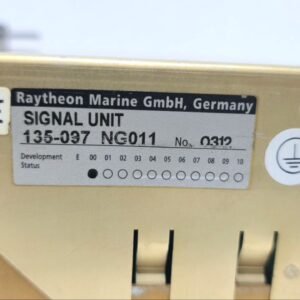 Raytheon Marine GmbH, Germany
SIGNAL UNIT
135-097 NG011 No. 0312
Development E 00 01 02 03 04 05 06 07 08 09 10
Status
E